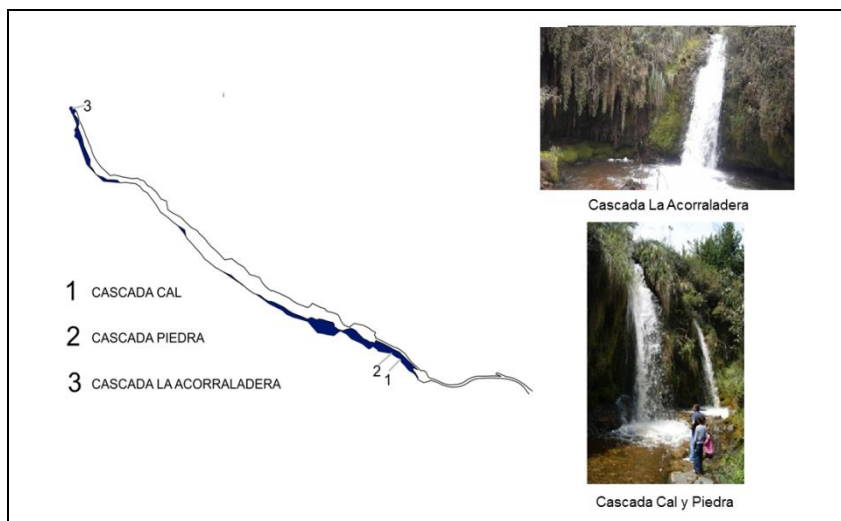 3
1 CASCADA CAL
2 CASCADA PIEDRA
3 CASCADA LA ACORRALADERA
2
1
Cascada La Acorraladera
Cascada Cal y Piedra